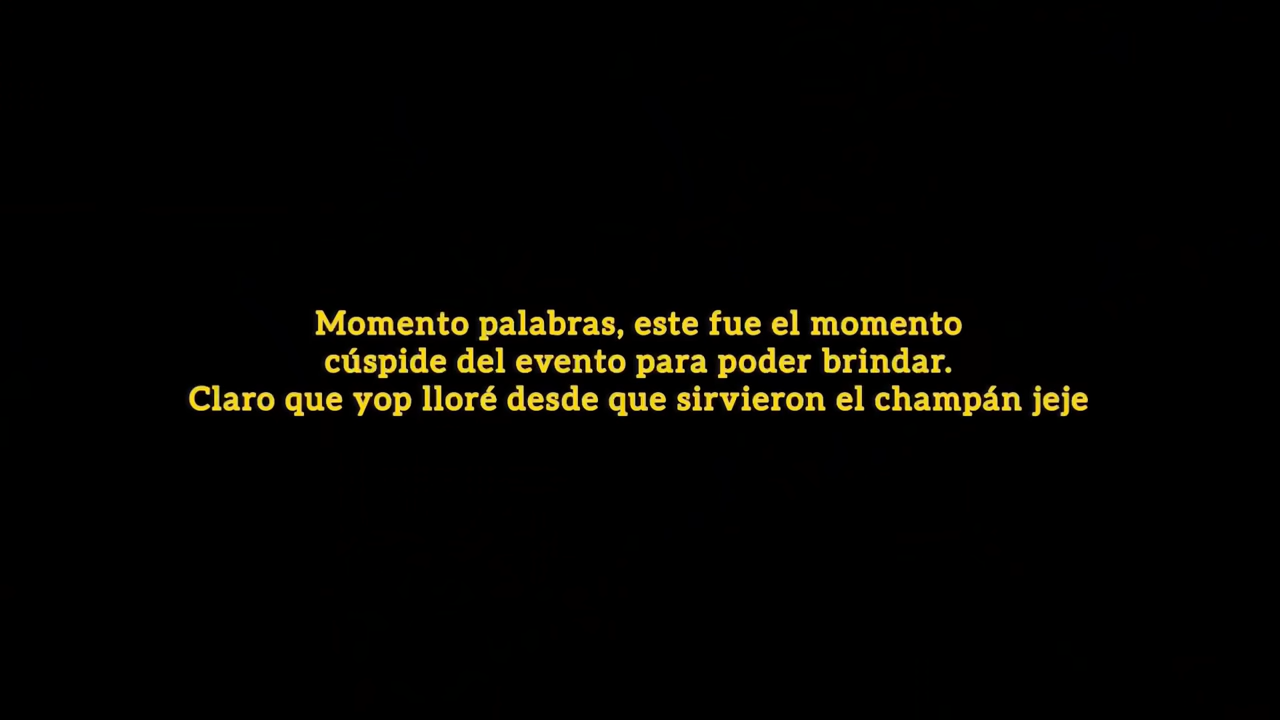 Momento palabras, este fue el momento
cúspide del evento para poder brindar.
Claro que yop lloré desde que sirvieron el champán jeje